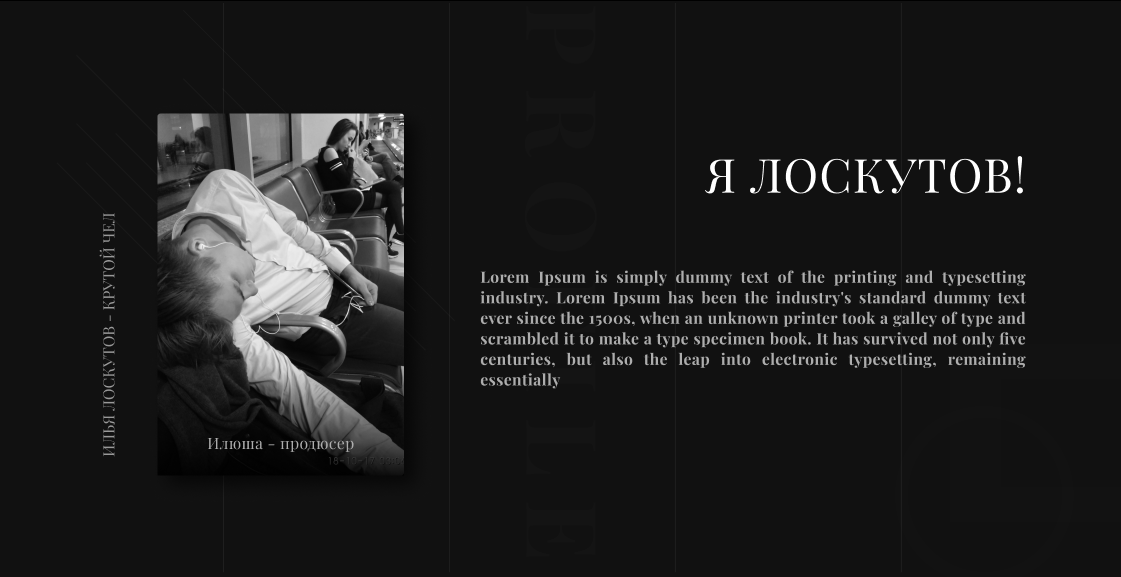 PROFILE
ИЛЬЯ ЛОСКУТОВ - КРУТОЙ ЧЕЛ
Илюша - продюсер
Я ЛОСКУТОВ!
Lorem Ipsum is simply dummy text of the printing and typesetting
industry. Lorem Ipsum has been the industry's standard dummy text
ever since the 1500s, when an unknown printer took a galley of type and
scrambled it to make a type specimen book. It has survived not only five
centuries, but also the leap into electronic typesetting, remaining
essentially